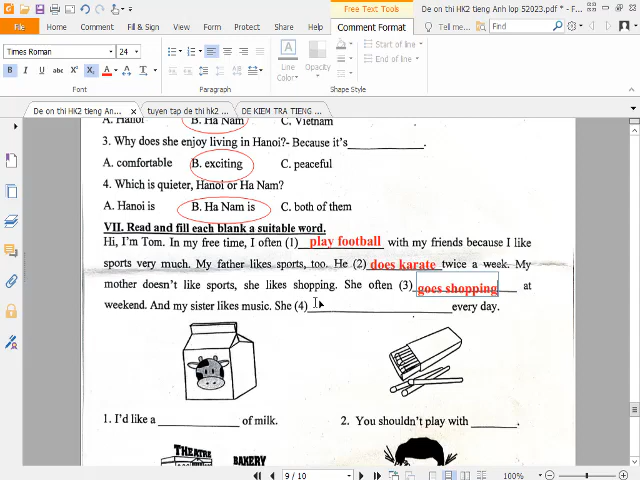 Free Text Tools
De on thi HK2 tieng Anh lop 52023.pdf * - ...
File Home Convert Edit Comment Fill & Sign View Form Protect Share Help Comment Format Tell me... Find
Times Roman 24
Line Color Opacity
Start of line
End of line
Font Style Paragraph Style Shape Style
De on thi HK2 tieng Anh... tuyen tap de thi hk2 ... DE KIEM TRA TIENG ...
A. Hanoi B. Ha Nam C. Vietnam
3. Why does she enjoy living in Hanoi?- Because it's
A. comfortable B. exciting C. peaceful
4. Which is quieter, Hanoi or Ha Nam?
A. Hanoi is B. Ha Nam is C. both of them
VII. Read and fill each blank a suitable word.
Hi, I'm Tom. In my free time, I often (1) play football with my friends because I like
sports very much. My father likes sports, too. He (2) does karate twice a week. My
mother doesn't like sports, she likes shopping. She often (3) goes shopping at
weekend. And my sister likes music. She (4) every day.
1. I'd like a of milk. 2. You shouldn't play with .
THEATRE BAKERY
9 / 10 100%